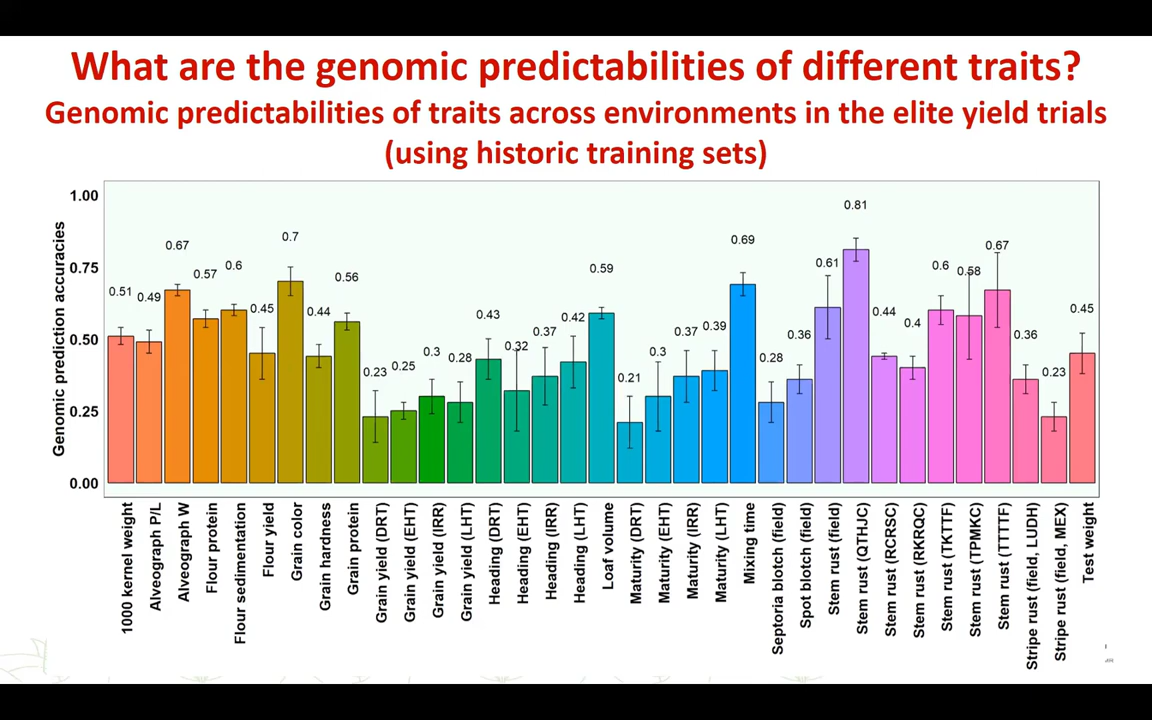 What are the genomic predictabilities of different traits?
Genomic predictabilities of traits across environments in the elite yield trials
(using historic training sets)
Genomic prediction accuracies
1.00
0.75
0.50
0.25
0.00
0.51
0.49
0.67
0.57
0.6
0.45
0.7
0.44
0.56
0.23
0.25
0.3
0.28
0.43
0.32
0.37
0.42
0.59
0.21
0.3
0.37
0.39
0.69
0.28
0.36
0.61
0.81
0.44
0.4
0.6
0.58
0.67
0.36
0.23
0.45
1000 kernel weight
Alveograph P/L
Alveograph W
Flour protein
Flour sedimentation
Flour yield
Grain color
Grain hardness
Grain protein
Grain yield (DRT)
Grain yield (EHT)
Grain yield (IRR)
Grain yield (LHT)
Heading (DRT)
Heading (EHT)
Heading (IRR)
Heading (LHT)
Loaf volume
Maturity (DRT)
Maturity (EHT)
Maturity (IRR)
Maturity (LHT)
Mixing time
Septoria blotch (field)
Spot blotch (field)
Stem rust (field)
Stem rust (QTHJC)
Stem rust (RCRSC)
Stem rust (RKRQC)
Stem rust (TKTTF)
Stem rust (TPMKC)
Stem rust (TTTTF)
Stripe rust (field, LUDH)
Stripe rust (field, MEX)
Test weight